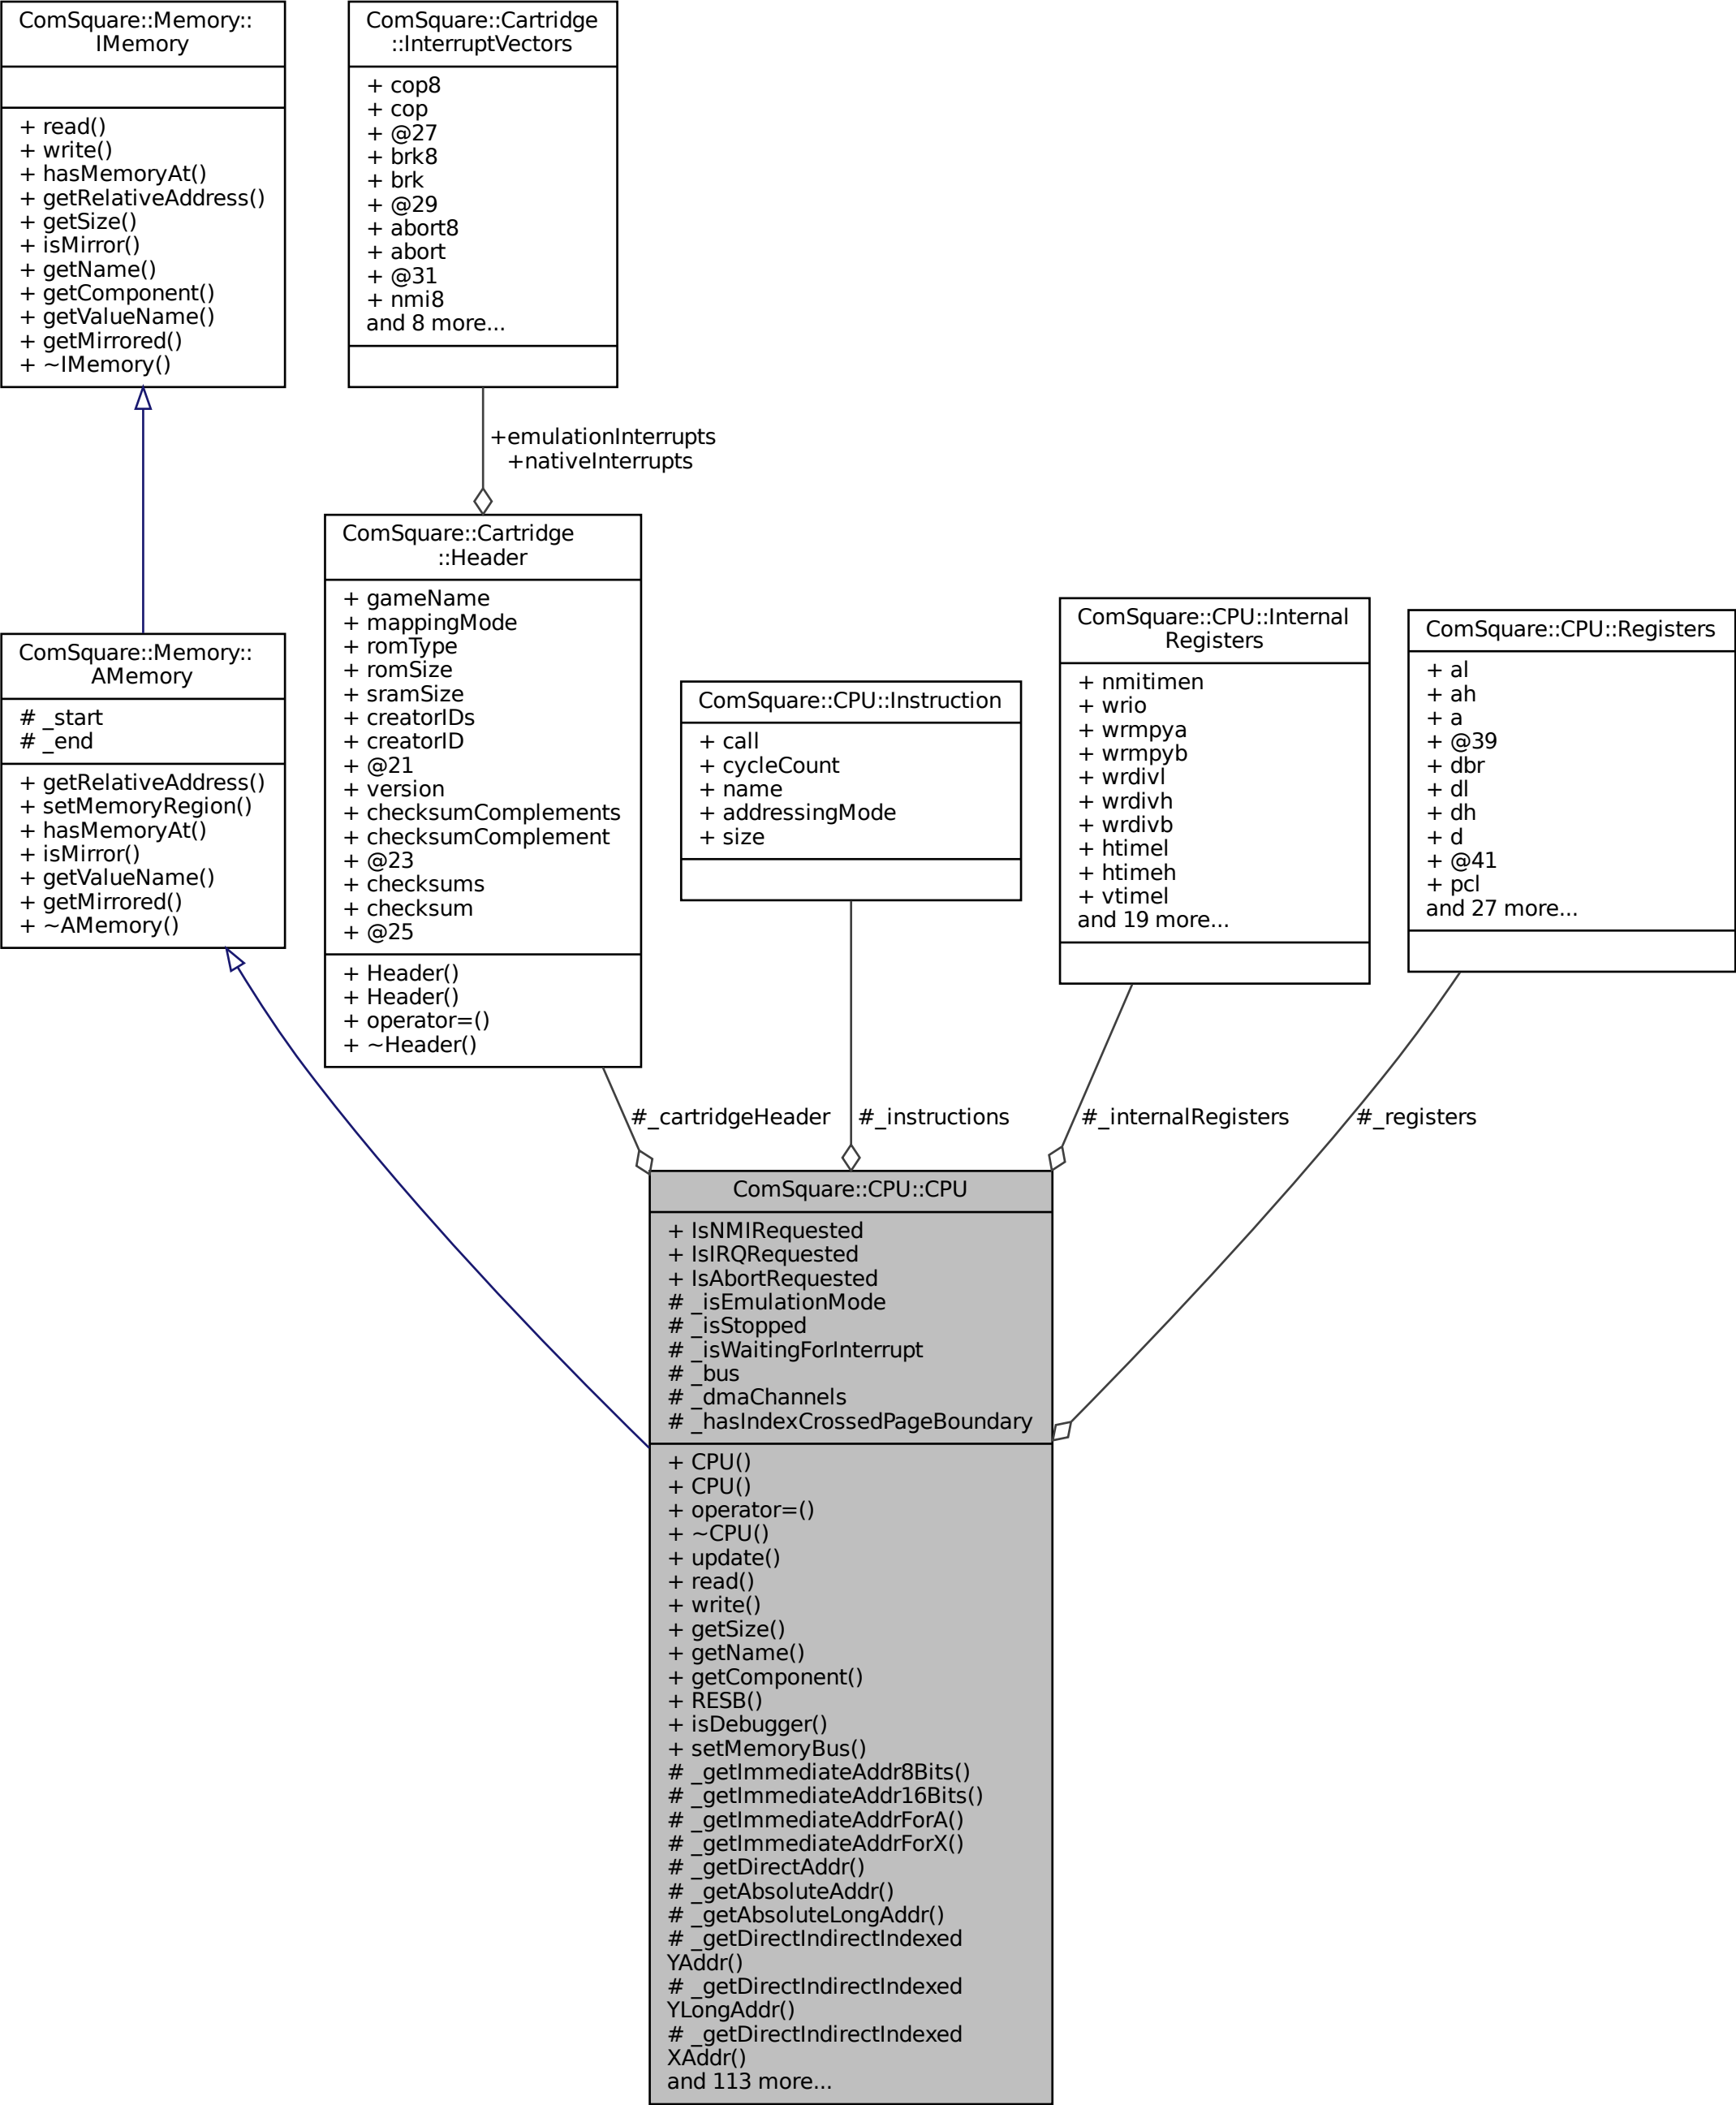 ComSquare::Memory::
IMemory
+ read()
+ write()
+ hasMemoryAt()
+ getRelativeAddress()
+ getSize()
+ isMirror()
+ getName()
+ getComponent()
+ getValueName()
+ getMirrored()
+ ~IMemory()
ComSquare::Cartridge
::InterruptVectors
+ cop8
+ cop
+ @27
+ brk8
+ brk
+ @29
+ abort8
+ abort
+ @31
+ nmi8
and 8 more...
+emulationInterrupts
+nativeInterrupts
ComSquare::Memory::
AMemory
# _start
# _end
+ getRelativeAddress()
+ setMemoryRegion()
+ hasMemoryAt()
+ isMirror()
+ getValueName()
+ getMirrored()
+ ~AMemory()
ComSquare::Cartridge
::Header
+ gameName
+ mappingMode
+ romType
+ romSize
+ sramSize
+ creatorIDs
+ creatorID
+ @21
+ version
+ checksumComplements
+ checksumComplement
+ @23
+ checksums
+ checksum
+ @25
+ Header()
+ Header()
+ operator=()
+ ~Header()
ComSquare::CPU::Instruction
+ call
+ cycleCount
+ name
+ addressingMode
+ size
ComSquare::CPU::Internal
Registers
+ nmitimen
+ wrio
+ wrmpya
+ wrmpyb
+ wrdivl
+ wrdivh
+ wrdivb
+ htimel
+ htimeh
+ vtimel
and 19 more...
ComSquare::CPU::Registers
+ al
+ ah
+ a
+ @39
+ dbr
+ dl
+ dh
+ d
+ @41
+ pcl
and 27 more...
#_cartridgeHeader
#_instructions
#_internalRegisters
#_registers
ComSquare::CPU::CPU
+ IsNMIRequested
+ IsIRQRequested
+ IsAbortRequested
# _isEmulationMode
# _isStopped
# _isWaitingForInterrupt
# _bus
# _dmaChannels
# _hasIndexCrossedPageBoundary
+ CPU()
+ CPU()
+ operator=()
+ ~CPU()
+ update()
+ read()
+ write()
+ getSize()
+ getName()
+ getComponent()
+ RESB()
+ isDebugger()
+ setMemoryBus()
# _getImmediateAddr8Bits()
# _getImmediateAddr16Bits()
# _getImmediateAddrForA()
# _getImmediateAddrForX()
# _getDirectAddr()
# _getAbsoluteAddr()
# _getAbsoluteLongAddr()
# _getDirectIndirectIndexed
YAddr()
# _getDirectIndirectIndexed
YLongAddr()
# _getDirectIndirectIndexed
XAddr()
and 113 more...